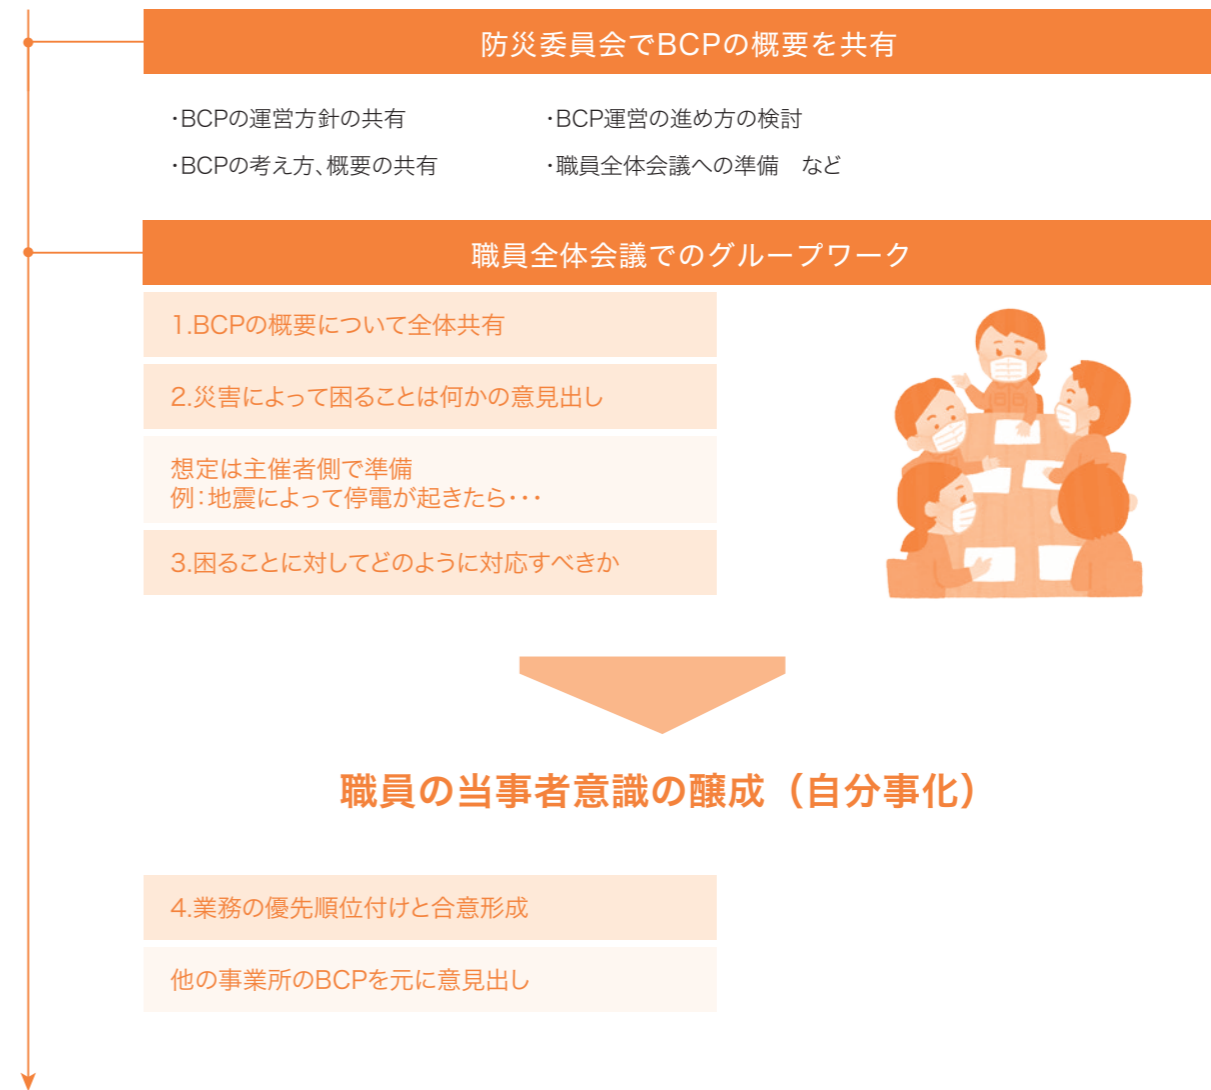 防災委員会でBCPの概要を共有
・BCPの運営方針の共有
・BCP運営の進め方の検討
・BCPの考え方、概要の共有
・職員全体会議への準備　など
職員全体会議でのグループワーク
1.BCPの概要について全体共有
2.災害によって困ることは何かの意見出し
想定は主催者側で準備
例：地震によって停電が起きたら・・・
3.困ることに対してどのように対応すべきか
職員の当事者意識の醸成（自分事化）
4.業務の優先順位付けと合意形成
他の事業所のBCPを元に意見出し